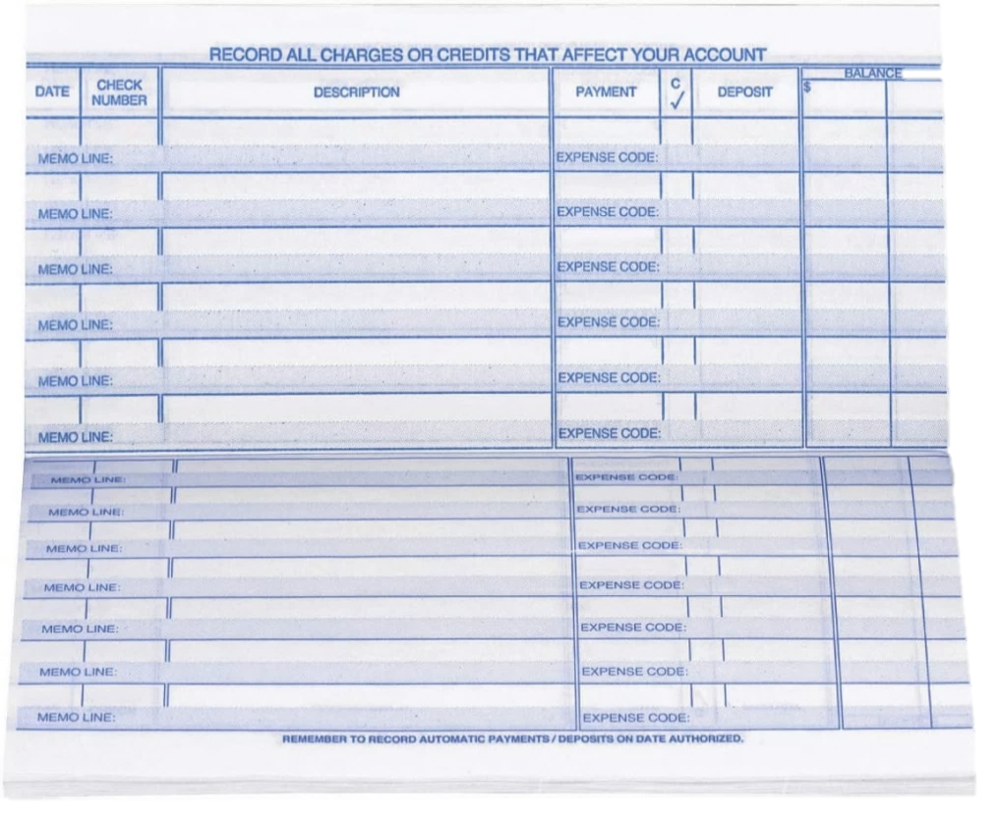 RECORD ALL CHARGES OR CREDITS THAT AFFECT YOUR ACCOUNT
DATE CHECK NUMBER DESCRIPTION PAYMENT C ✓ DEPOSIT BALANCE $
MEMO LINE: EXPENSE CODE:
MEMO LINE: EXPENSE CODE:
MEMO LINE: EXPENSE CODE:
MEMO LINE: EXPENSE CODE:
MEMO LINE: EXPENSE CODE:
MEMO LINE: EXPENSE CODE:
MEMO LINE: EXPENSE CODE:
MEMO LINE: EXPENSE CODE:
MEMO LINE: EXPENSE CODE:
MEMO LINE: EXPENSE CODE:
MEMO LINE: EXPENSE CODE:
MEMO LINE: EXPENSE CODE:
MEMO LINE: EXPENSE CODE:
REMEMBER TO RECORD AUTOMATIC PAYMENTS / DEPOSITS ON DATE AUTHORIZED.